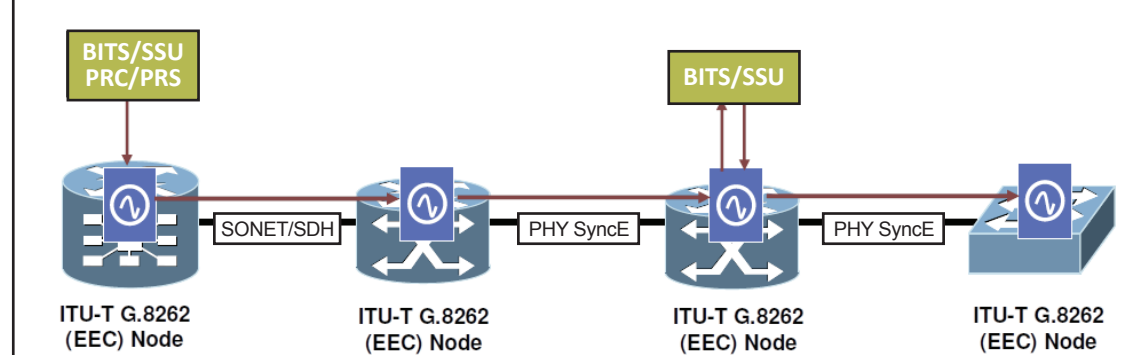 BITS/SSU
PRC/PRS
BITS/SSU
SONET/SDH
PHY SyncE
PHY SyncE
ITU-T G.8262
(EEC) Node
ITU-T G.8262
(EEC) Node
ITU-T G.8262
(EEC) Node
ITU-T G.8262
(EEC) Node